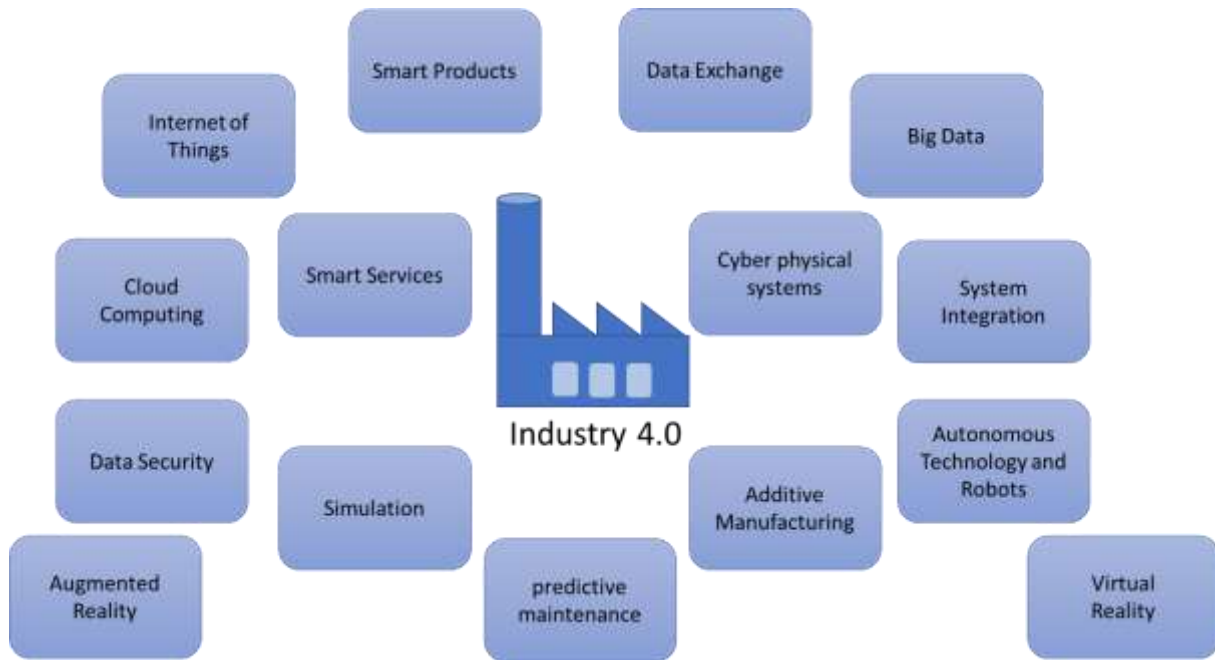 Smart Products
Data Exchange
Internet of
Things
Big Data
Smart Services
Cyber physical
systems
Cloud
Computing
System
Integration
Industry 4.0
Data Security
Autonomous
Technology and
Robots
Simulation
Additive
Manufacturing
Augmented
Reality
predictive
maintenance
Virtual
Reality